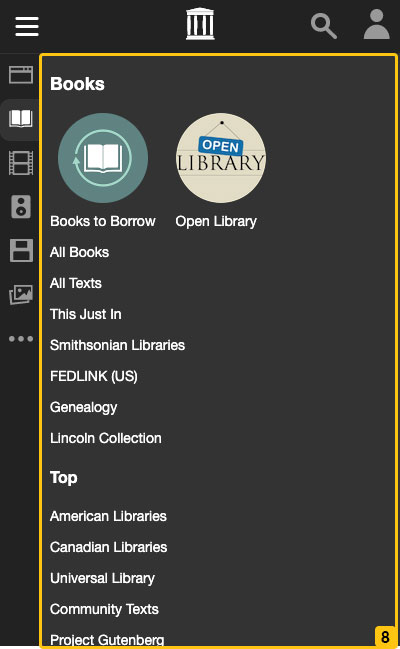 Books
OPEN
LIBRARY
Books to Borrow
Open Library
All Books
All Texts
This Just In
Smithsonian Libraries
FEDLINK (US)
Genealogy
Lincoln Collection
Top
American Libraries
Canadian Libraries
Universal Library
Community Texts
Project Gutenberg
8